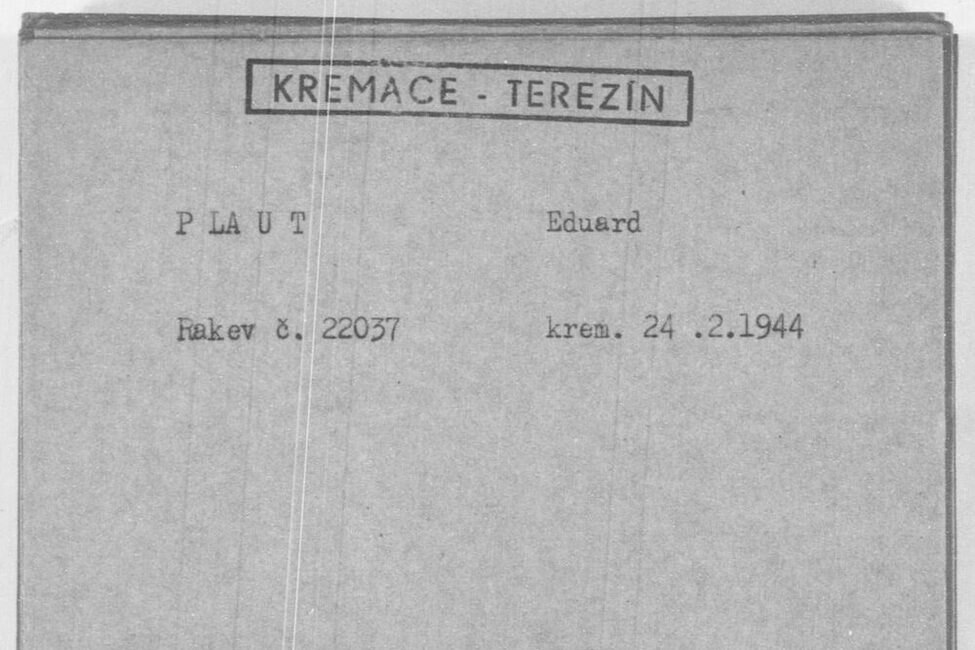 KREMACE - TEREZÍN
P LA U T Eduard
Rakev č. 22037 krem. 24 .2.1944